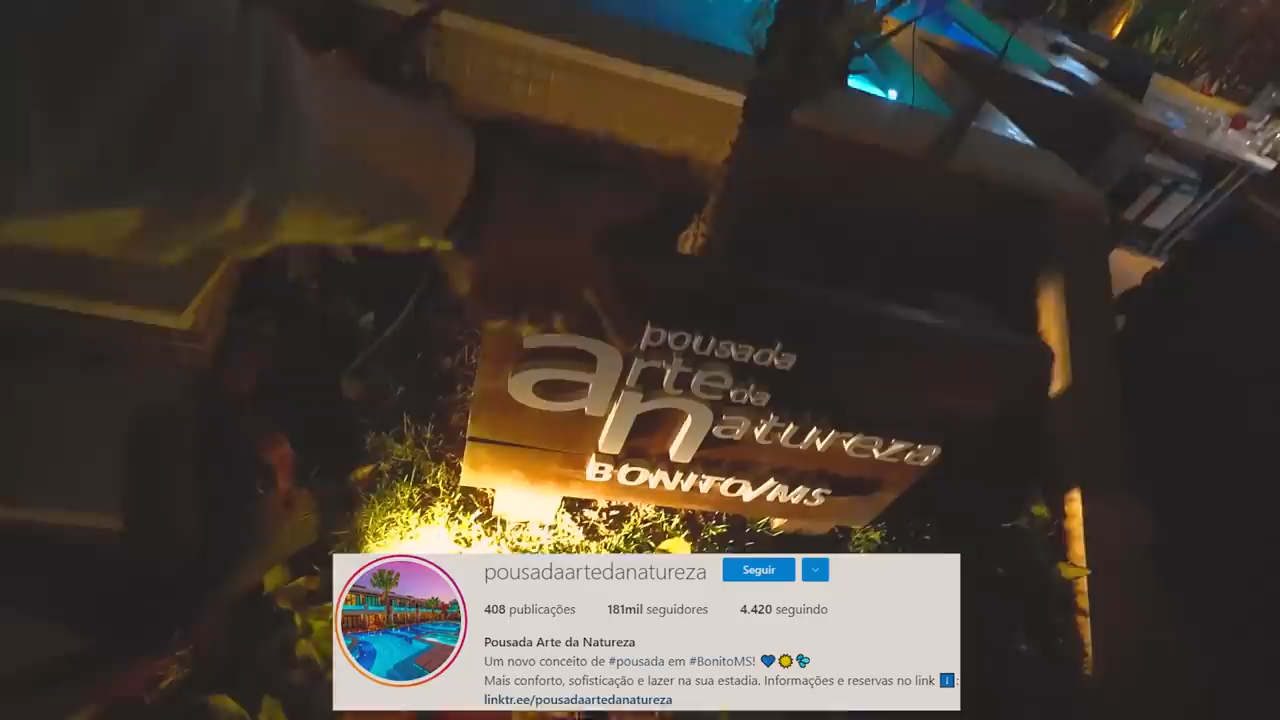 pousada
arte da
natureza
BONITO/MS
pousadaartedanatureza
Seguir
408 publicações 181mil seguidores 4.420 seguindo
Pousada Arte da Natureza
Um novo conceito de #pousada em #BonitoMS! 💙🌞💦
Mais conforto, sofisticação e lazer na sua estadia. Informações e reservas no link ⬇️:
linktr.ee/pousadaartedanatureza